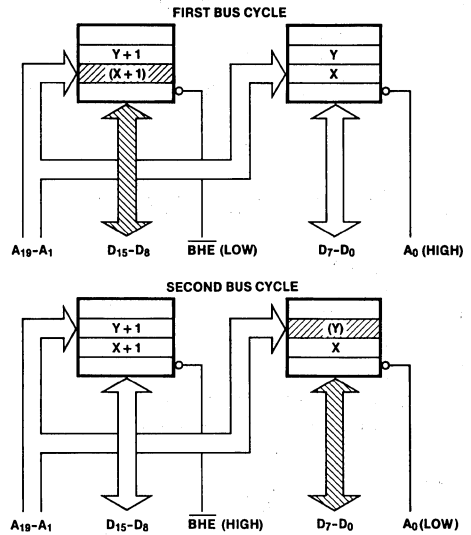 FIRST BUS CYCLE
Y + 1
(X + 1)
Y
X
A19-A1
D15-D8
BHE (LOW)
D7-D0
A0 (HIGH)
SECOND BUS CYCLE
Y + 1
X + 1
(Y)
X
A19-A1
D15-D8
BHE (HIGH)
D7-D0
A0 (LOW)